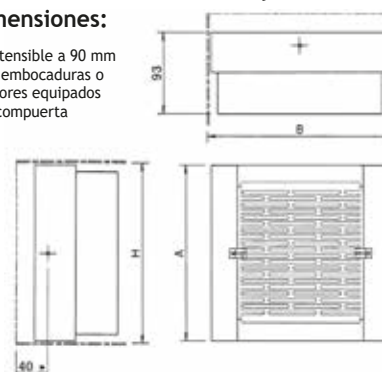 mensiones:
tensible a 90 mm
embocaduras o
ores equipados
compuerta
93
B
H
A
40